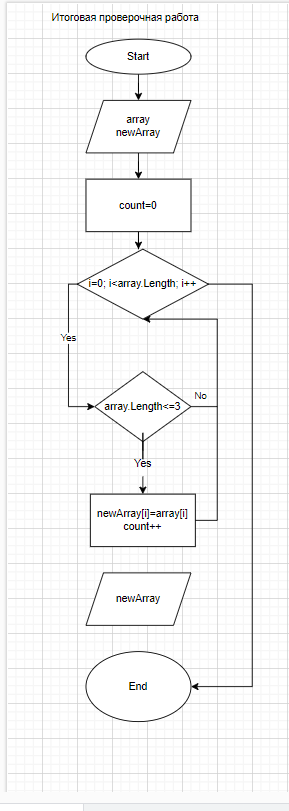 Итоговая проверочная работа
Start
array
newArray
count=0
i=0; i<array.Length; i++
Yes
array.Length<=3
No
Yes
newArray[i]=array[i]
count++
newArray
End